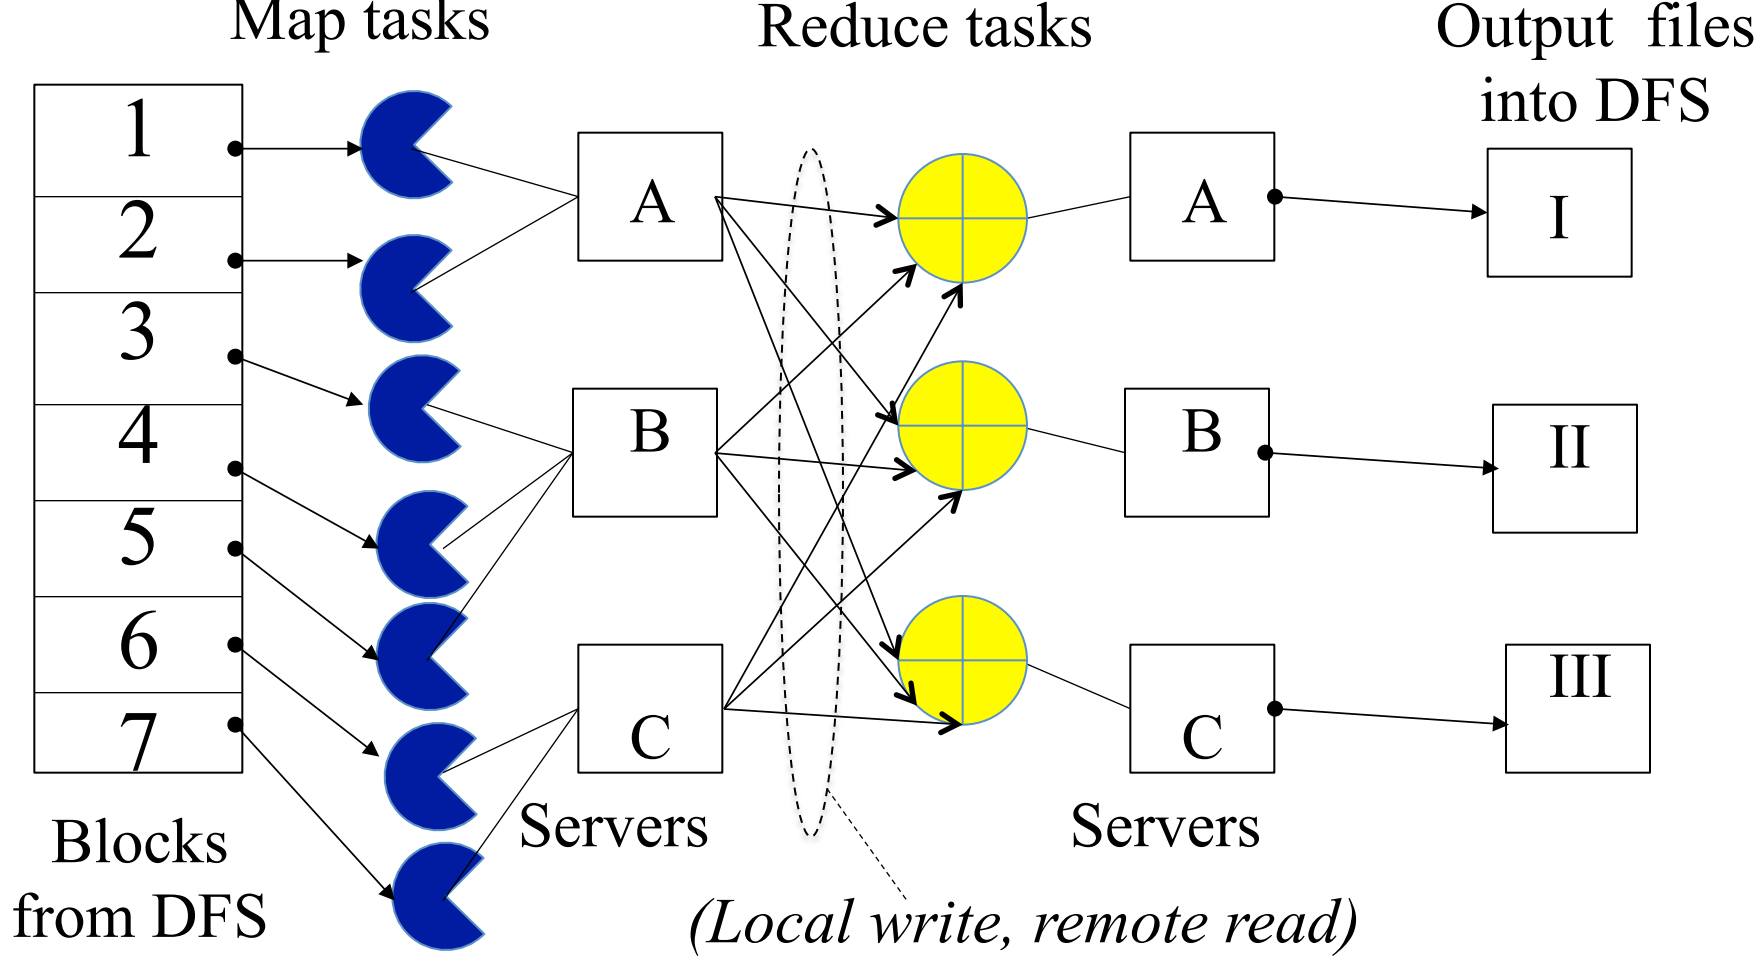 Map tasks
Reduce tasks
Output files
into DFS
1
2
3
4
5
6
7
A
B
C
A
B
C
I
II
III
Servers
Servers
Blocks
from DFS
(Local write, remote read)